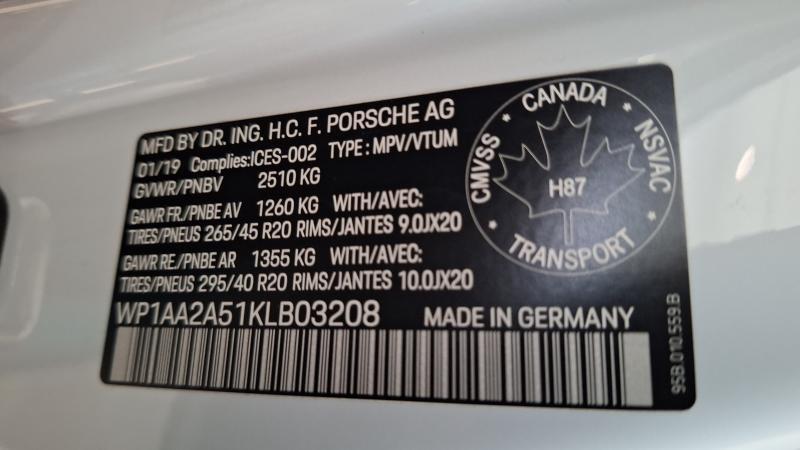 MFD BY DR. ING. H.C. F. PORSCHE AG
01/19 Complies:ICES-002 TYPE: MPV/VTUM
GVWR/PNBV 2510 KG
GAWR FR./PNBE AV 1260 KG WITH/AVEC:
TIRES/PNEUS 265/45 R20 RIMS/JANTES 9.0JX20
GAWR RE./PNBE AR 1355 KG WITH/AVEC:
TIRES/PNEUS 295/40 R20 RIMS/JANTES 10.0JX20
WP1AA2A51KLB03208 MADE IN GERMANY
CANADA
CMVSS
NSVAC
H87
TRANSPORT
95B.010.559.B